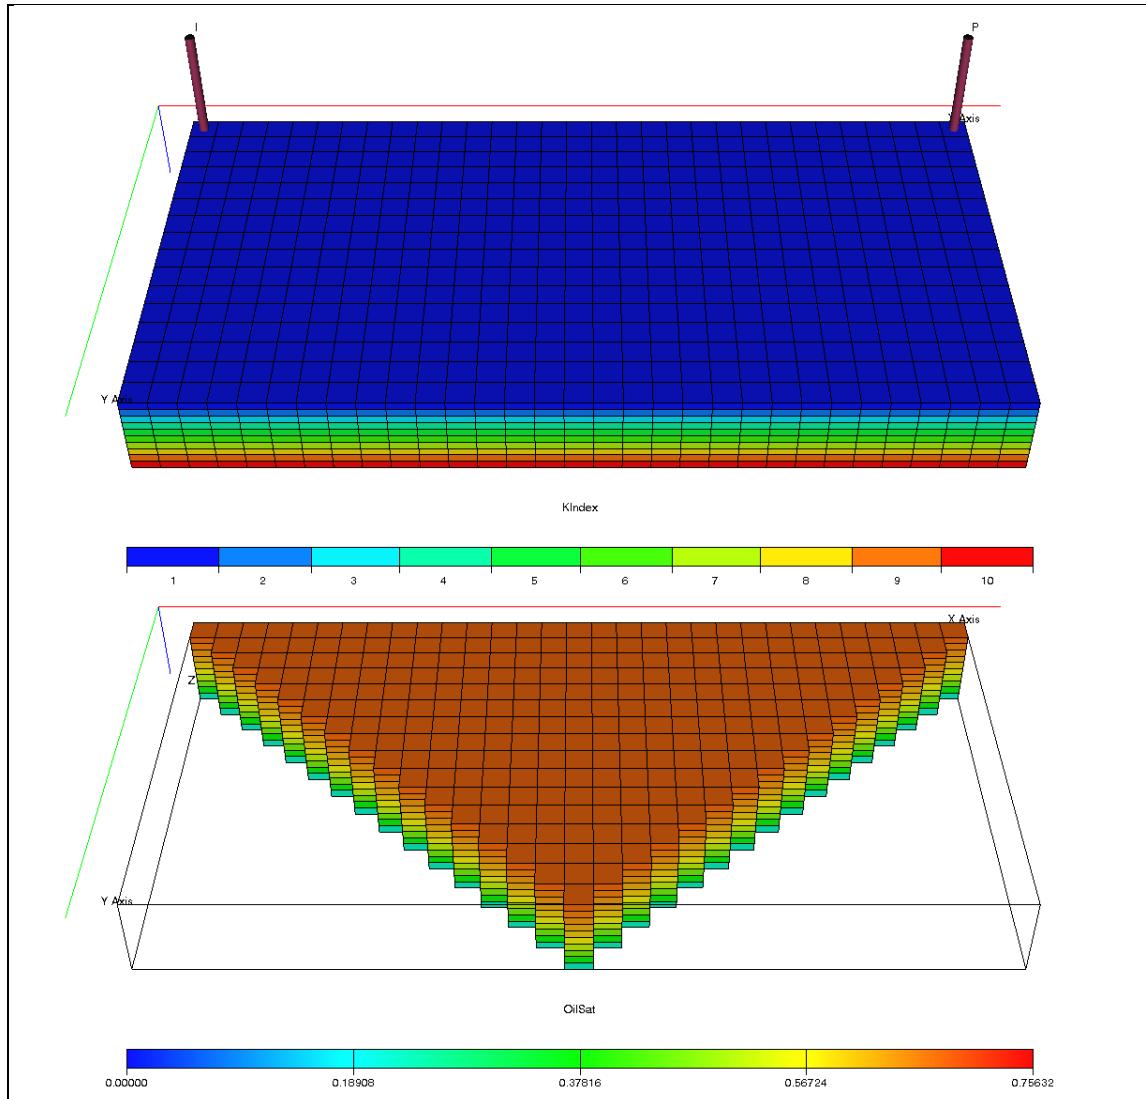 I
P
Y Axis
Y Axis
KIndex
1 2 3 4 5 6 7 8 9 10
X Axis
Z
Y Axis
OilSat
0.00000 0.18908 0.37816 0.56724 0.75632